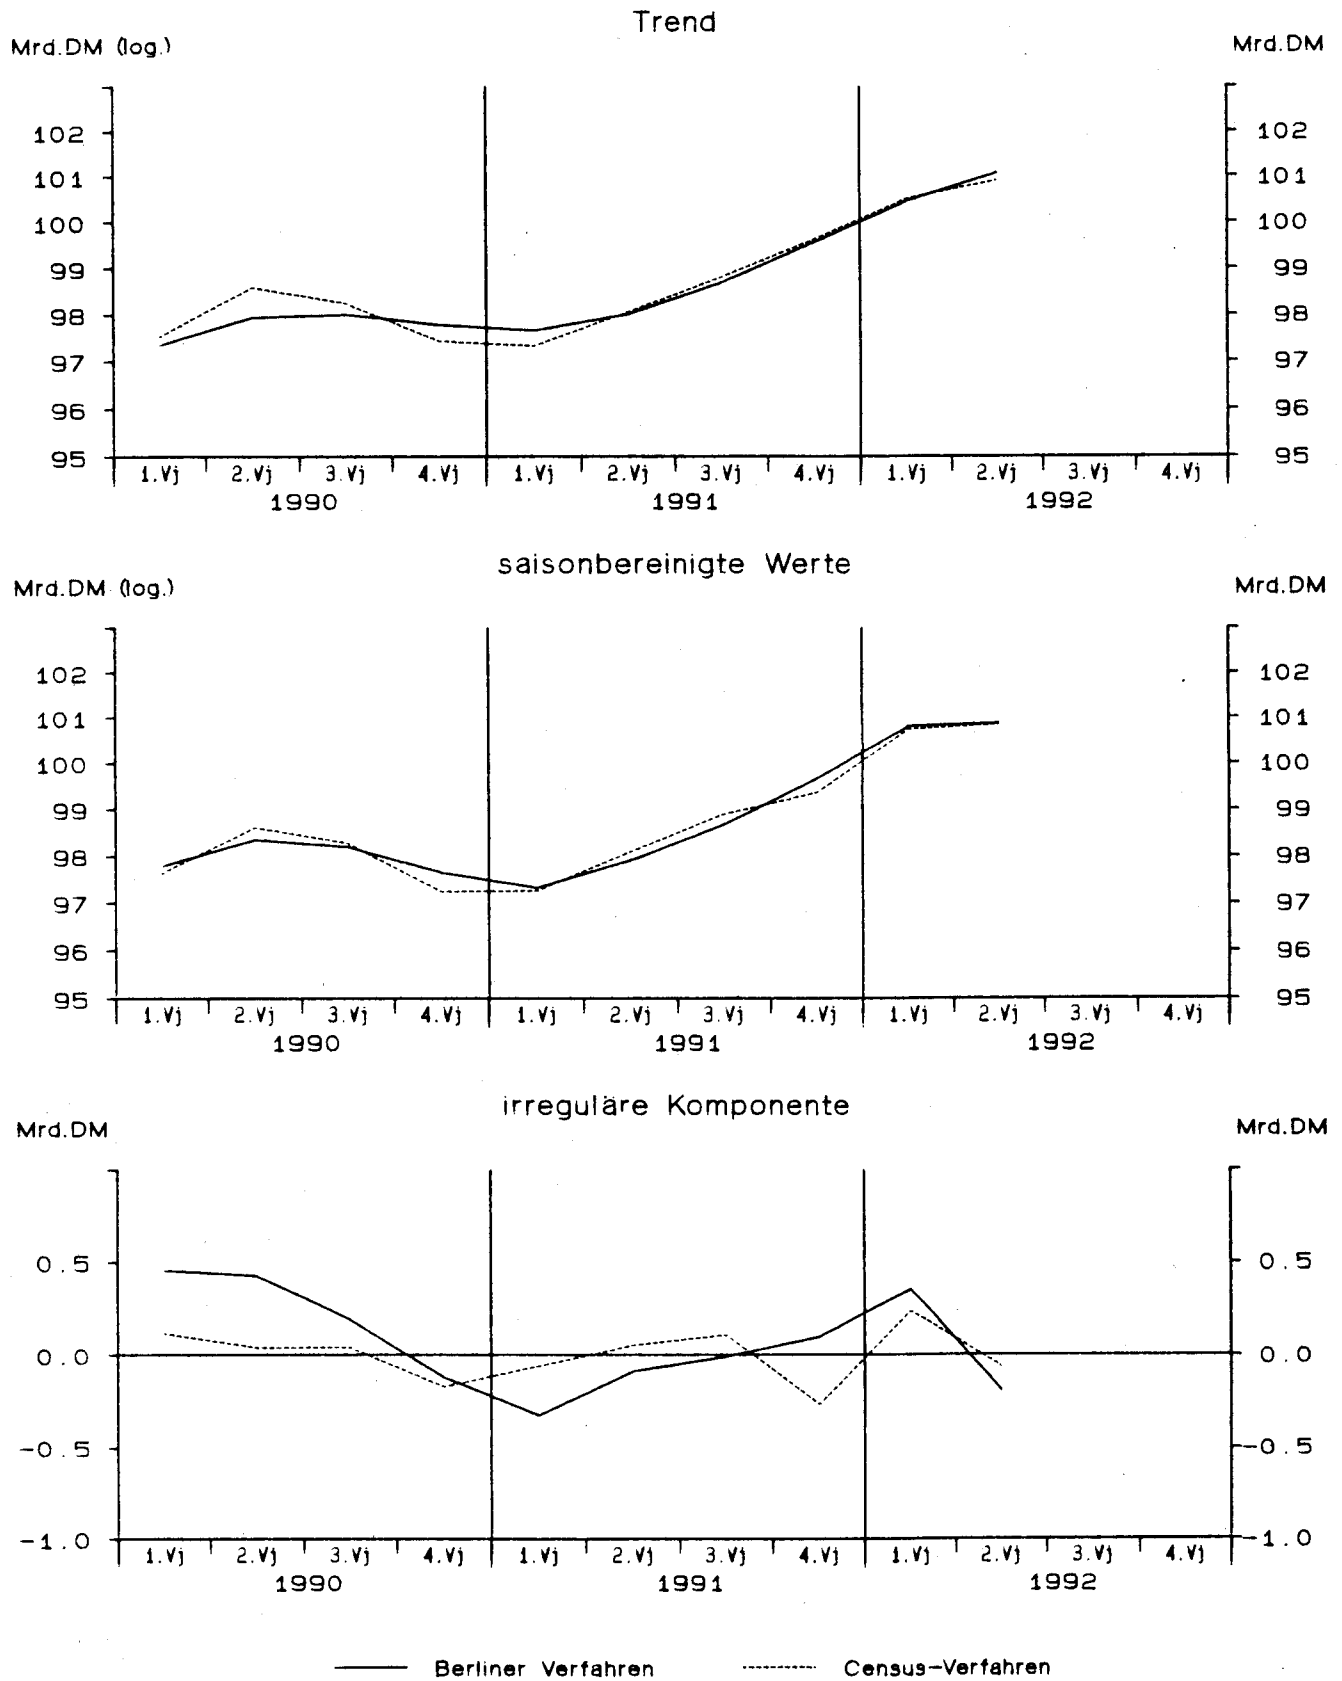 Trend
Mrd.DM (log.) Mrd.DM
102 102
101 101
100 100
99 99
98 98
97 97
96 96
95 95
1.Vj 2.Vj 3.Vj 4.Vj 1.Vj 2.Vj 3.Vj 4.Vj 1.Vj 2.Vj 3.Vj 4.Vj
1990 1991 1992
saisonbereinigte Werte
Mrd.DM (log.) Mrd.DM
102 102
101 101
100 100
99 99
98 98
97 97
96 96
95 95
1.Vj 2.Vj 3.Vj 4.Vj 1.Vj 2.Vj 3.Vj 4.Vj 1.Vj 2.Vj 3.Vj 4.Vj
1990 1991 1992
irreguläre Komponente
Mrd.DM Mrd.DM
0.5 0.5
0.0 0.0
-0.5 -0.5
-1.0 -1.0
1.Vj 2.Vj 3.Vj 4.Vj 1.Vj 2.Vj 3.Vj 4.Vj 1.Vj 2.Vj 3.Vj 4.Vj
1990 1991 1992
Berliner Verfahren Census-Verfahren